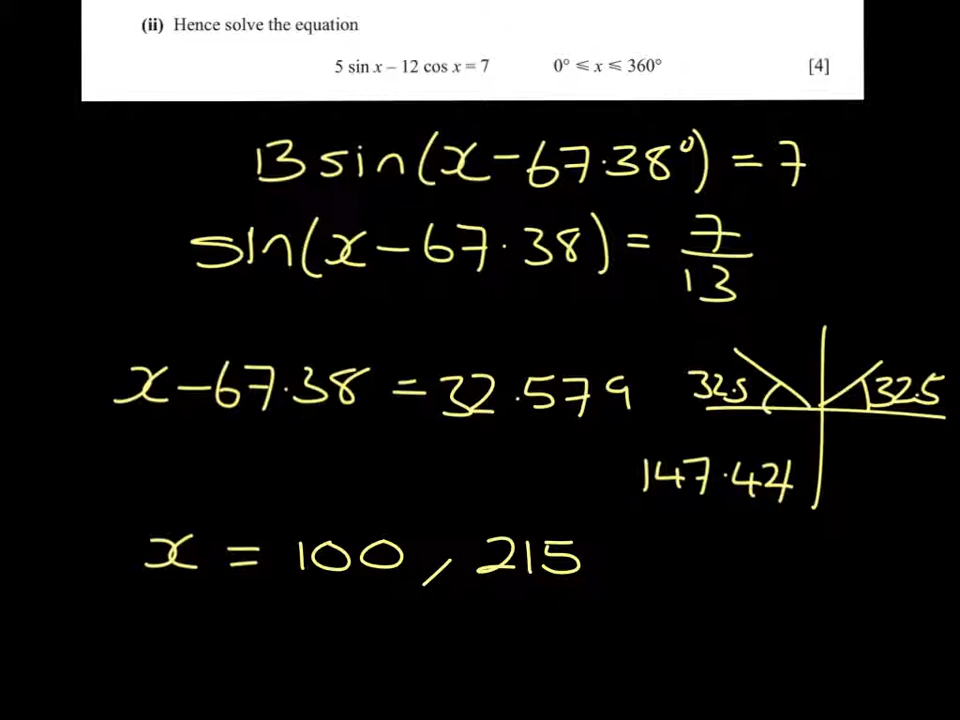 (ii) Hence solve the equation
5 sin x – 12 cos x = 7 0° ⩽ x ⩽ 360° [4]
13 sin(x – 67.38°) = 7
sin(x – 67.38) = 7/13
x – 67.38 = 32.579 32.5 32.5
147.421
x = 100, 215